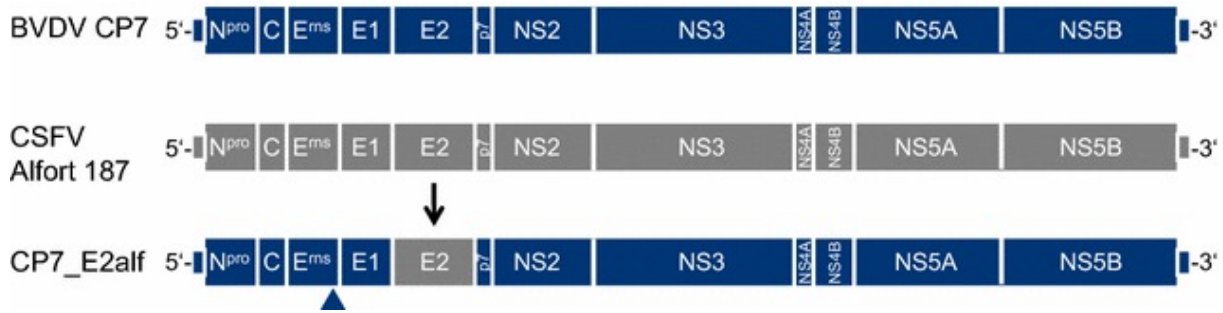 BVDV CP7 5‘- Npro C Erns E1 E2 p7 NS2 NS3 NS4A NS4B NS5A NS5B -3‘
CSFV
Alfort 187 5‘- Npro C Erns E1 E2 p7 NS2 NS3 NS4A NS4B NS5A NS5B -3‘
CP7_E2alf 5‘- Npro C Erns E1 E2 p7 NS2 NS3 NS4A NS4B NS5A NS5B -3‘